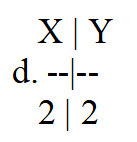 X | Y
d. --|--
2 | 2